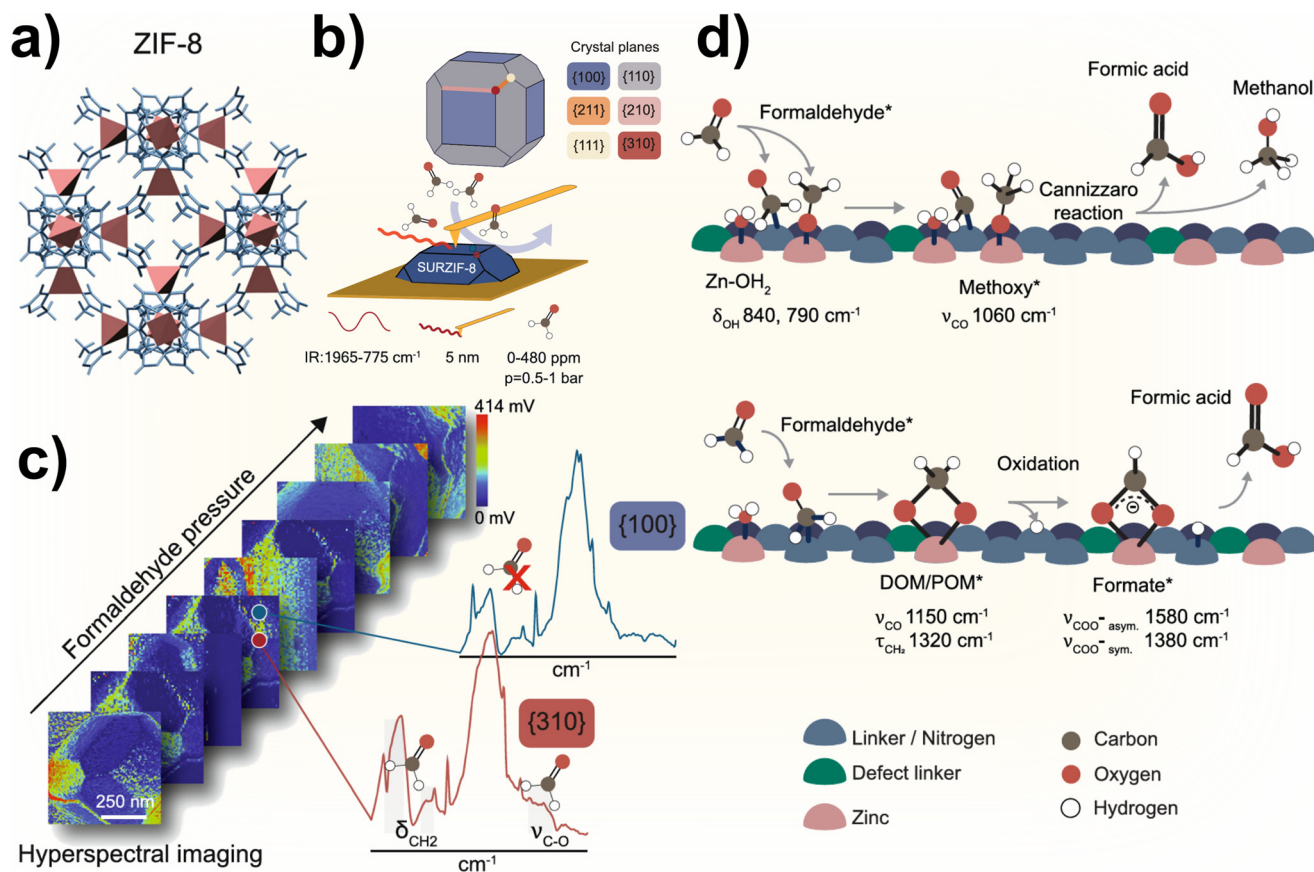 a)
ZIF-8
b)
Crystal planes
{100}
{110}
{211}
{210}
{111}
{310}
SURZIF-8
IR:1965-775 cm⁻¹
5 nm
0-480 ppm
p=0.5-1 bar
c)
Formaldehyde pressure
414 mV
0 mV
{100}
X
cm⁻¹
{310}
250 nm
δCH2
νC-O
cm⁻¹
Hyperspectral imaging
d)
Formic acid
Methanol
Formaldehyde*
Cannizzaro
reaction
Zn-OH₂
δOH 840, 790 cm⁻¹
Methoxy*
νCO 1060 cm⁻¹
Formic acid
Formaldehyde*
Oxidation
DOM/POM*
νCO 1150 cm⁻¹
τCH₂ 1320 cm⁻¹
Formate*
νCOO- asym. 1580 cm⁻¹
νCOO- sym. 1380 cm⁻¹
Linker / Nitrogen
Defect linker
Zinc
Carbon
Oxygen
Hydrogen